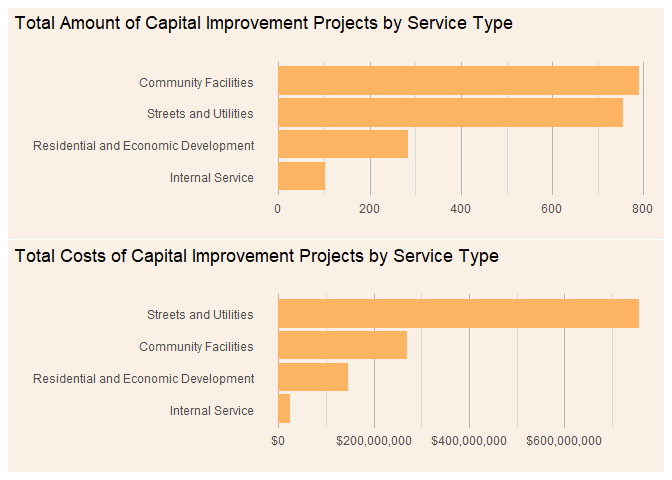 Total Amount of Capital Improvement Projects by Service Type
Community Facilities
Streets and Utilities
Residential and Economic Development
Internal Service
0 200 400 600 800
Total Costs of Capital Improvement Projects by Service Type
Streets and Utilities
Community Facilities
Residential and Economic Development
Internal Service
$0 $200,000,000 $400,000,000 $600,000,000